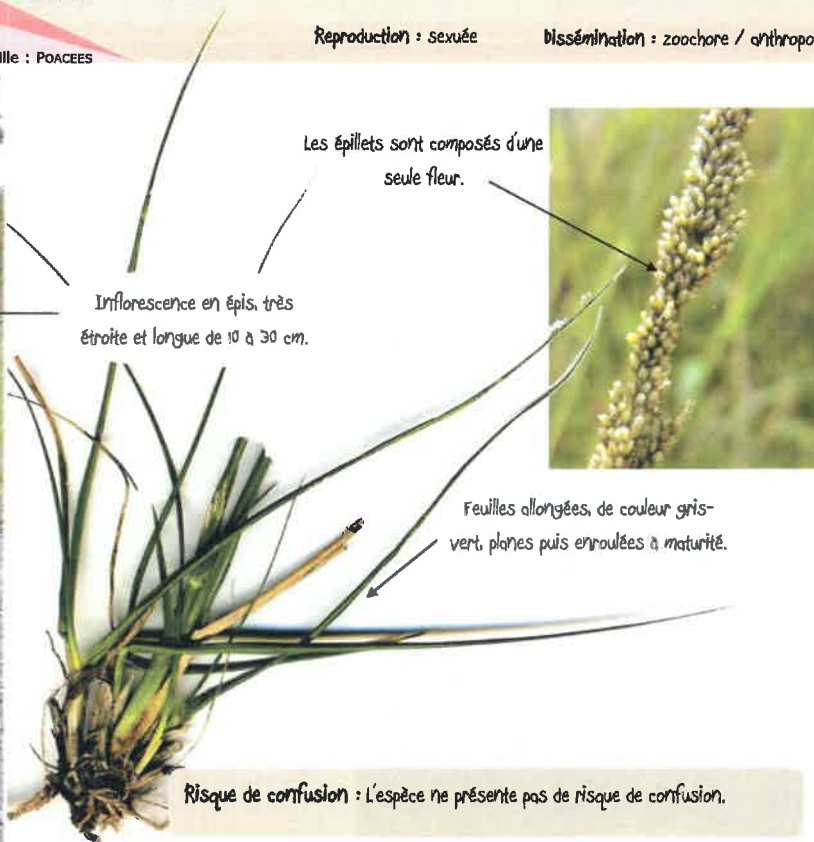 Reproduction : sexuée
Dissémination : zoochore / anthropo
ille : POACEES
Les épillets sont composés d'une
seule fleur.
Inflorescence en épis, très
étroite et longue de 10 à 30 cm.
Feuilles allongées, de couleur gris-
vert, planes puis enroulées à maturité.
Risque de confusion : L'espèce ne présente pas de risque de confusion.